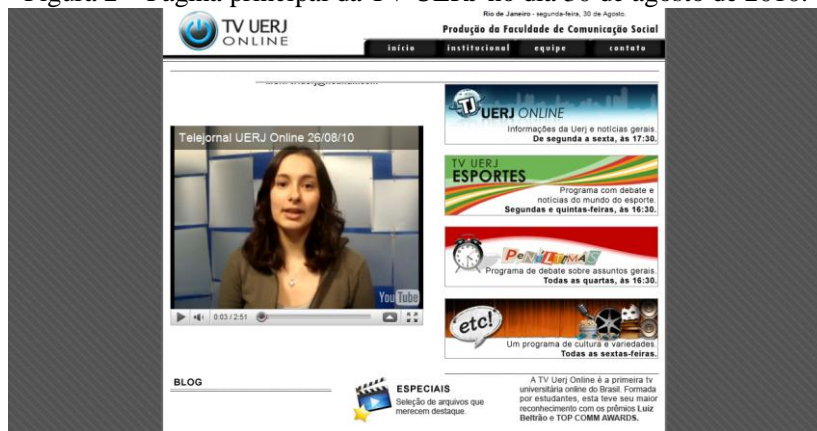 Figura 2 – Página principal da TV UERJ no dia 30 de agosto de 2010.
TV UERJ
ONLINE
Rio de Janeiro - segunda-feira, 30 de Agosto.
Produção da Faculdade de Comunicação Social
início institucional equipe contato
Telejornal UERJ Online 26/08/10
YouTube
0:03 / 2:51
TJ UERJ ONLINE
Informações da Uerj e notícias gerais.
De segunda a sexta, às 17:30.
TV UERJ
ESPORTES
Programa com debate e
notícias do mundo do esporte.
Segundas e quintas-feiras, às 16:30.
PENÚLTIMAS
Programa de debate sobre assuntos gerais.
Todas as quartas, às 16:30.
etc!
Um programa de cultura e variedades.
Todas as sextas-feiras.
BLOG
ESPECIAIS
Seleção de arquivos que
merecem destaque.
A TV Uerj Online é a primeira tv
universitária online do Brasil. Formada
por estudantes, esta teve seu maior
reconhecimento com os prêmios Luiz
Beltrão e TOP COMM AWARDS.